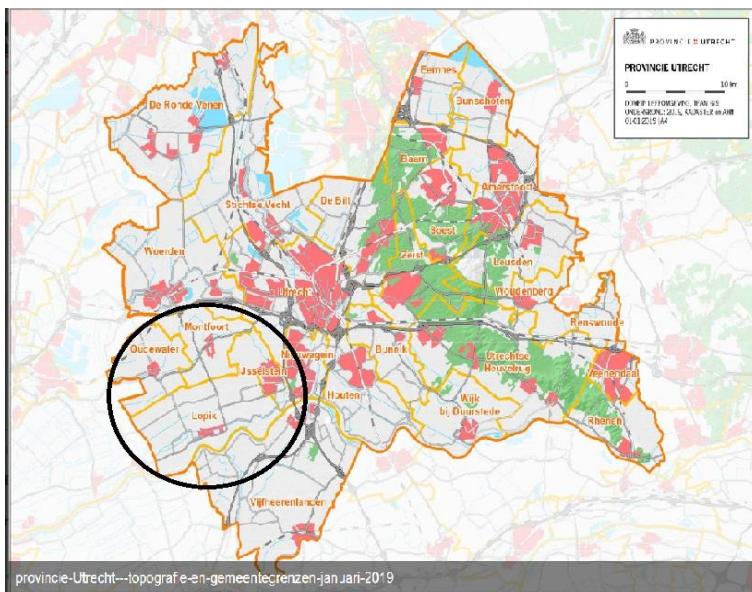 PROVINCIE UTRECHT
PROVINCIE UTRECHT
0 10 km
Eemnes
Bunschoten
De Ronde Venen
Baarn
Amersfoort
Stichtse Vecht
De Bilt
Soest
Woerden
Zeist
Leusden
Utrecht
Woudenberg
Montfoort
Renswoude
Oudewater
Nieuwegein
Bunnik
IJsselstein
Utrechtse
Heuvelrug
Veenendaal
Houten
Lopik
Wijk
bij Duurstede
Rhenen
Vijfheerenlanden
provincie-Utrecht---topografie-en-gemeentegrenzen-januari-2019